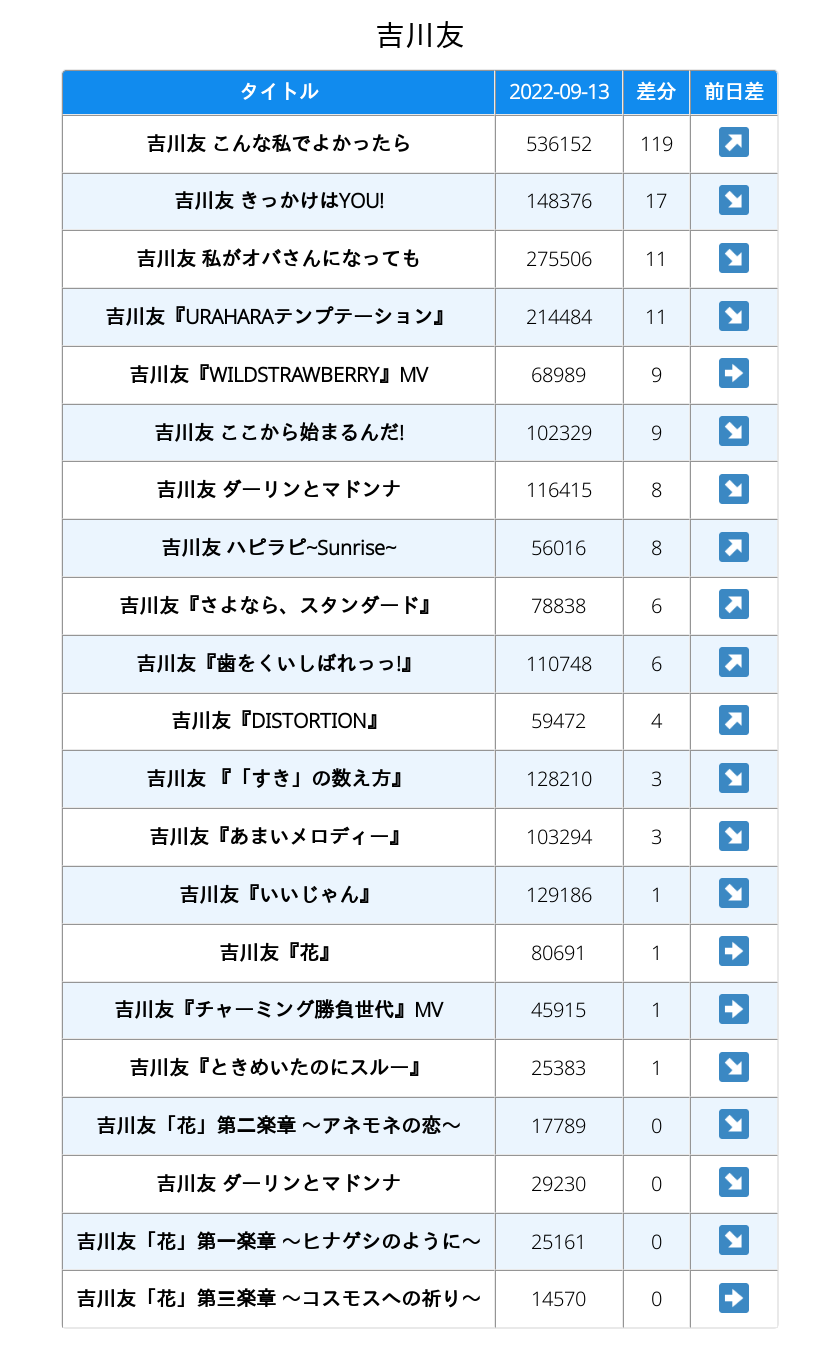 吉川友
タイトル 2022-09-13 差分 前日差
吉川友 こんな私でよかったら 536152 119 ↗
吉川友 きっかけはYOU! 148376 17 ↘
吉川友 私がオバさんになっても 275506 11 ↘
吉川友『URAHARAテンプテーション』 214484 11 ↘
吉川友『WILDSTRAWBERRY』MV 68989 9 ➡
吉川友 ここから始まるんだ! 102329 9 ↘
吉川友 ダーリンとマドンナ 116415 8 ↘
吉川友 ハピラピ~Sunrise~ 56016 8 ↗
吉川友『さよなら、スタンダード』 78838 6 ↗
吉川友『歯をくいしばれっっ!』 110748 6 ↗
吉川友『DISTORTION』 59472 4 ↗
吉川友 『「すき」の数え方』 128210 3 ↘
吉川友『あまいメロディー』 103294 3 ↘
吉川友『いいじゃん』 129186 1 ↘
吉川友『花』 80691 1 ➡
吉川友『チャーミング勝負世代』MV 45915 1 ➡
吉川友『ときめいたのにスルー』 25383 1 ↘
吉川友「花」第二楽章 〜アネモネの恋〜 17789 0 ↘
吉川友 ダーリンとマドンナ 29230 0 ↘
吉川友「花」第一楽章 〜ヒナゲシのように〜 25161 0 ↘
吉川友「花」第三楽章 〜コスモスへの祈り〜 14570 0 ➡